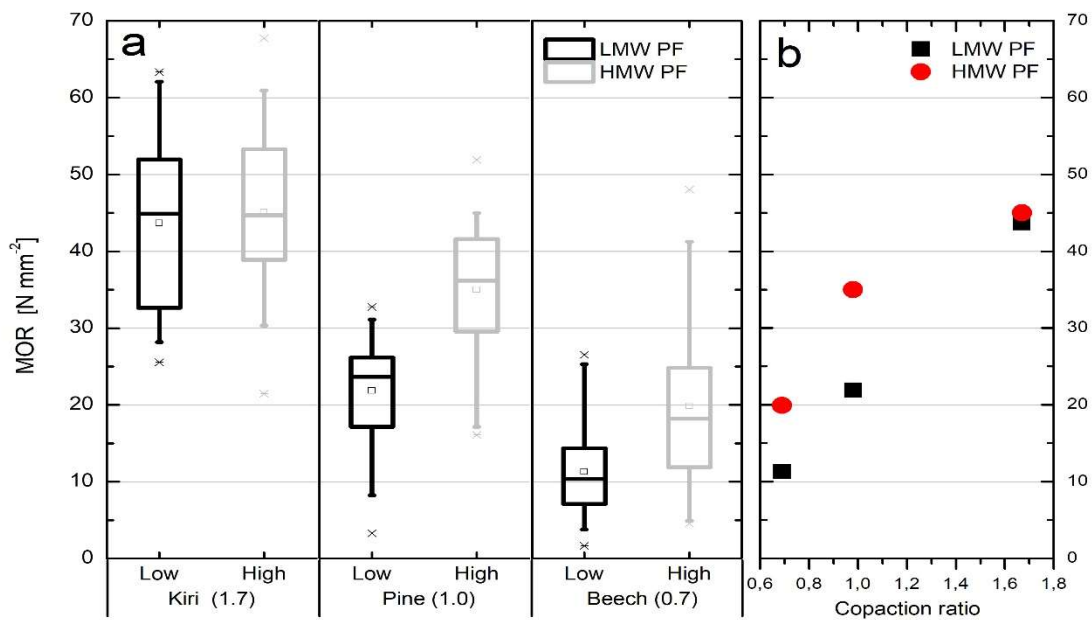 a
b
LMW PF
HMW PF
LMW PF
HMW PF
MOR [N mm-2]
70
60
50
40
30
20
10
0
70
60
50
40
30
20
10
0
Low High Low High Low High
Kiri (1.7) Pine (1.0) Beech (0.7)
0,6 0,8 1,0 1,2 1,4 1,6 1,8
Copaction ratio